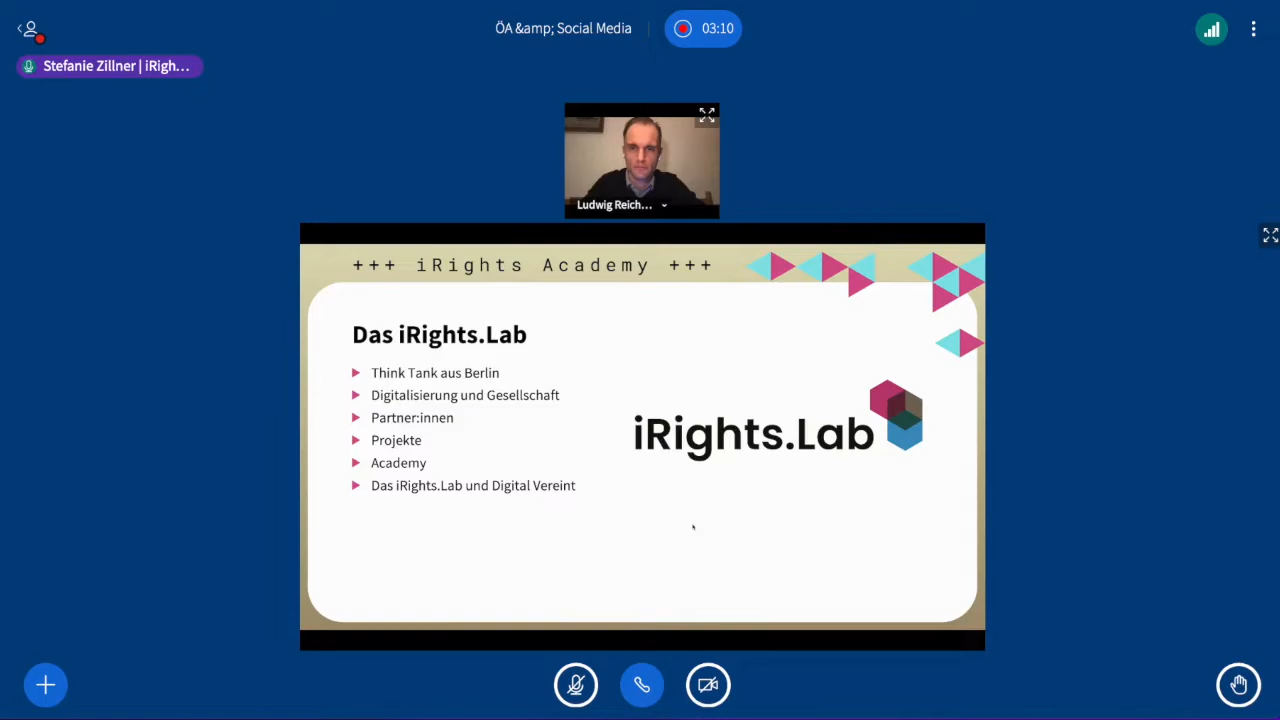 ÖA &amp; Social Media
03:10
Stefanie Zillner | iRigh...
Ludwig Reich...
+++ iRights Academy +++
Das iRights.Lab
Think Tank aus Berlin
Digitalisierung und Gesellschaft
Partner:innen
Projekte
Academy
Das iRights.Lab und Digital Vereint
iRights.Lab